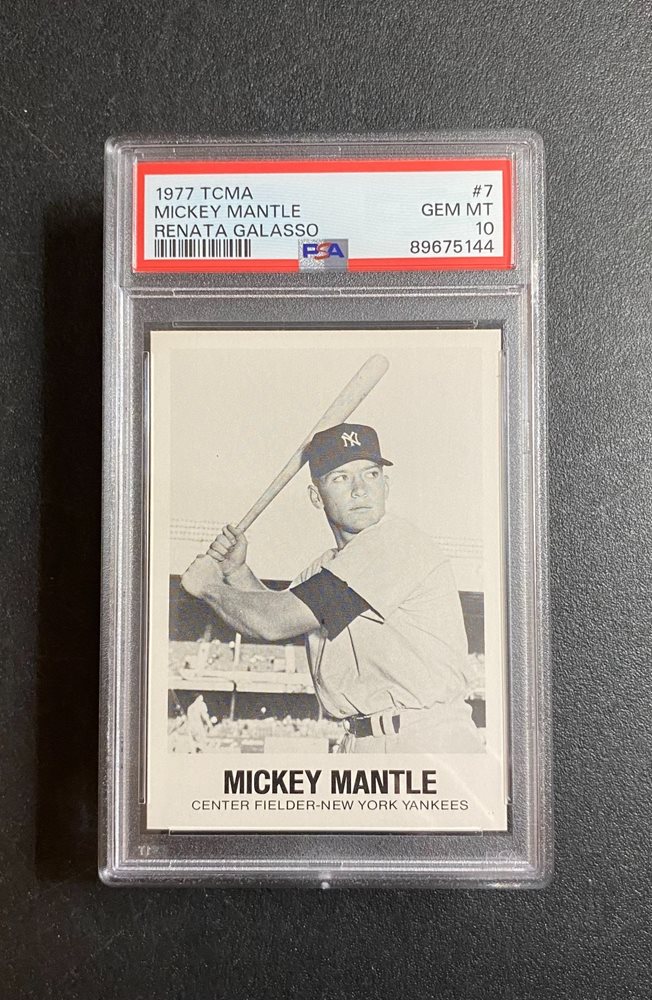 1977 TCMA #7
MICKEY MANTLE GEM MT
RENATA GALASSO 10
PSA 89675144
NY
MICKEY MANTLE
CENTER FIELDER-NEW YORK YANKEES